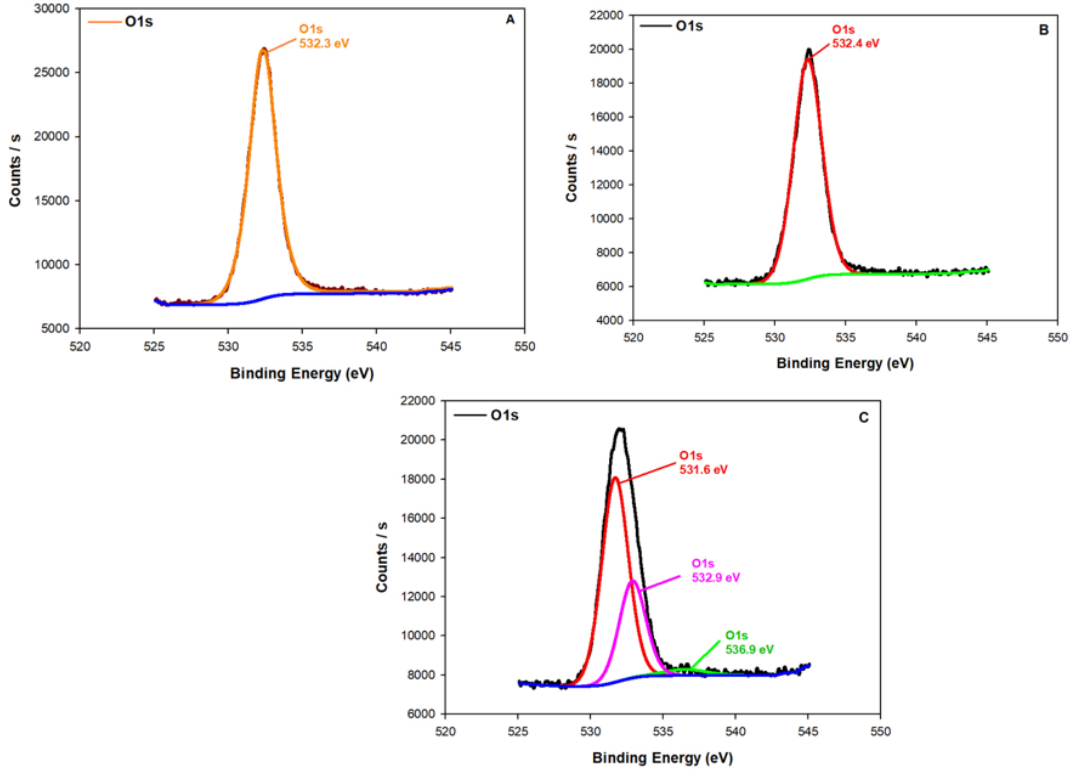 O1s
A
O1s
532.3 eV
30000
25000
20000
15000
10000
5000
Counts / s
520
525
530
535
540
545
550
Binding Energy (eV)
O1s
B
O1s
532.4 eV
22000
20000
18000
16000
14000
12000
10000
8000
6000
4000
Counts / s
520
525
530
535
540
545
550
Binding Energy (eV)
O1s
C
O1s
531.6 eV
O1s
532.9 eV
O1s
536.9 eV
22000
20000
18000
16000
14000
12000
10000
8000
6000
Counts / s
520
525
530
535
540
545
550
Binding Energy (eV)